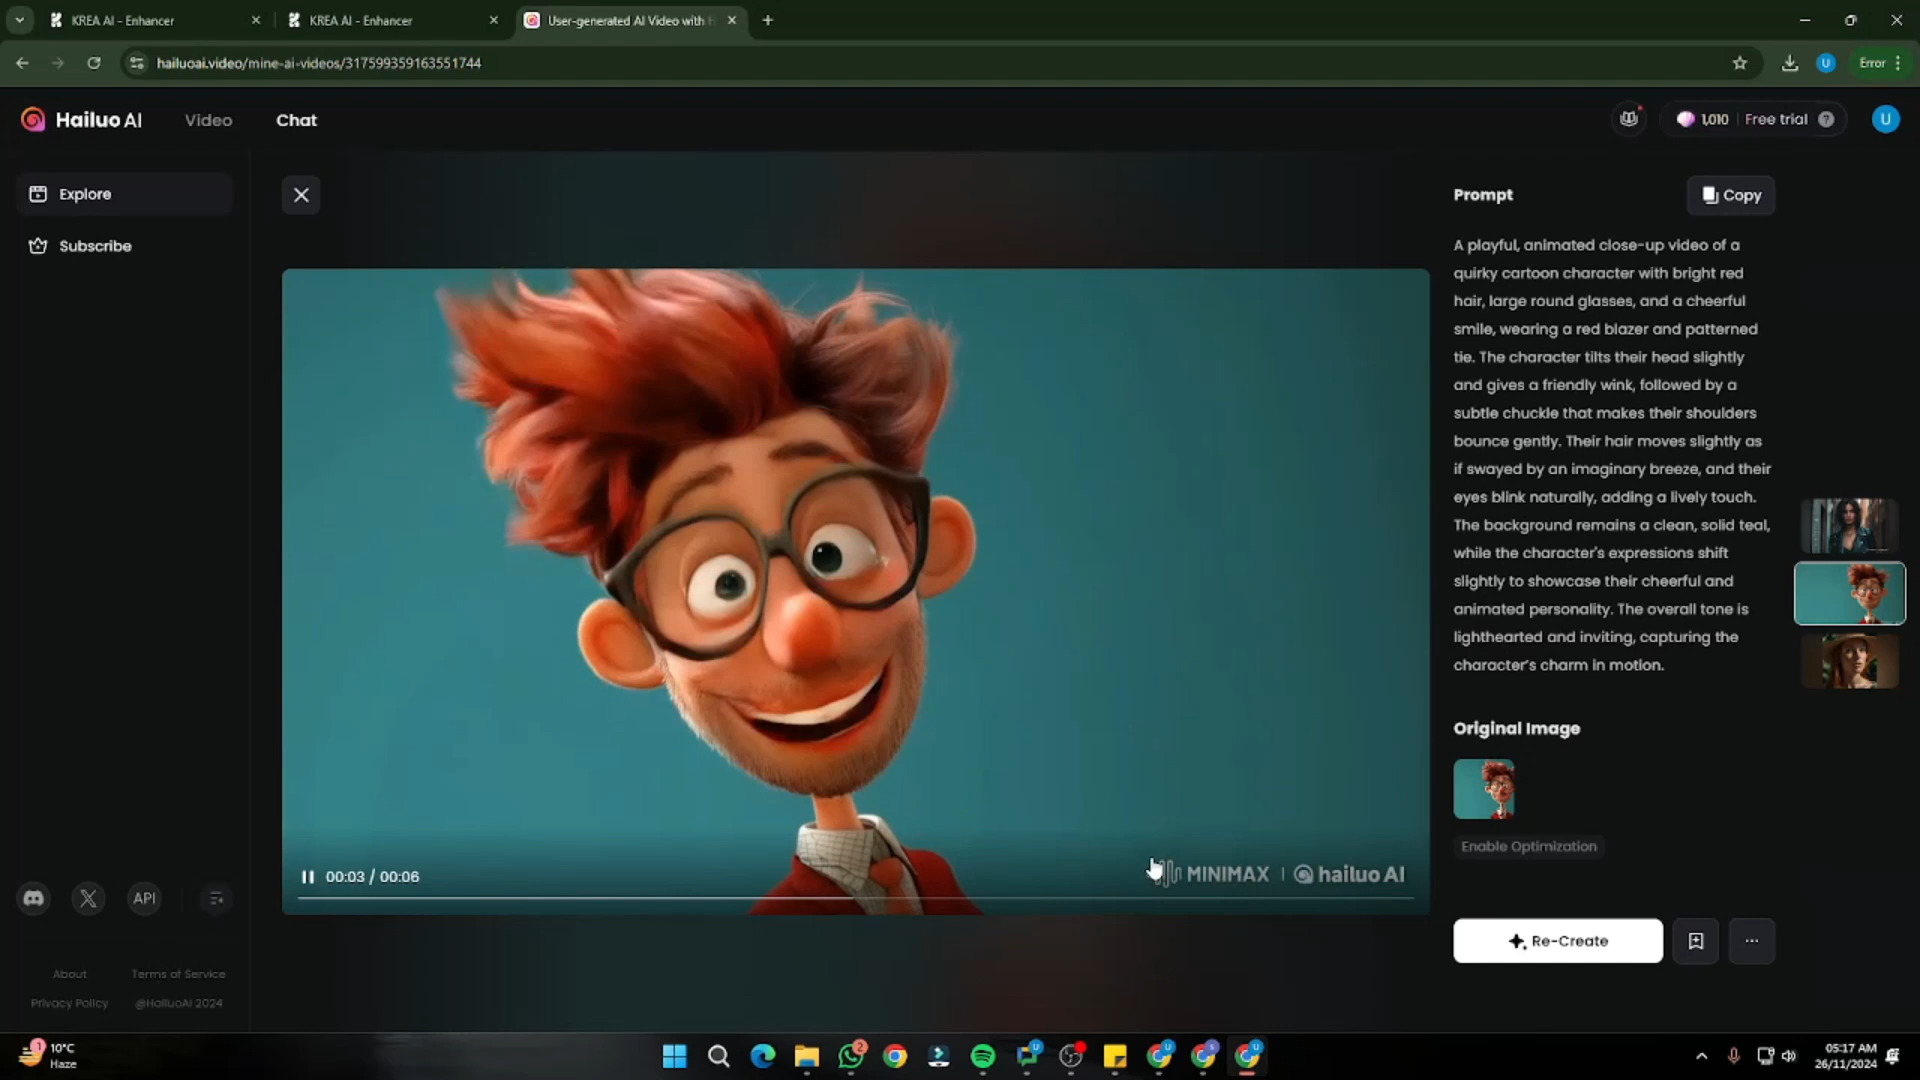 KREA AI - Enhancer
KREA AI - Enhancer
User-generated AI Video with
hailuoai.video/mine-ai-videos/317599359163551744
U
Error
Hailuo AI
Video
Chat
1,010
Free trial
?
U
Explore
Subscribe
Prompt
Copy
A playful, animated close-up video of a
quirky cartoon character with bright red
hair, large round glasses, and a cheerful
smile, wearing a red blazer and patterned
tie. The character tilts their head slightly
and gives a friendly wink, followed by a
subtle chuckle that makes their shoulders
bounce gently. Their hair moves slightly as
if swayed by an imaginary breeze, and their
eyes blink naturally, adding a lively touch.
The background remains a clean, solid teal,
while the character's expressions shift
slightly to showcase their cheerful and
animated personality. The overall tone is
lighthearted and inviting, capturing the
character's charm in motion.
Original Image
Enable Optimization
00:03 / 00:06
MINIMAX | hailuo AI
Re-Create
API
About
Terms of Service
Privacy Policy
@HailuoAI 2024
1
10°C
Haze
2
U
U
S
U
05:17 AM
26/11/2024